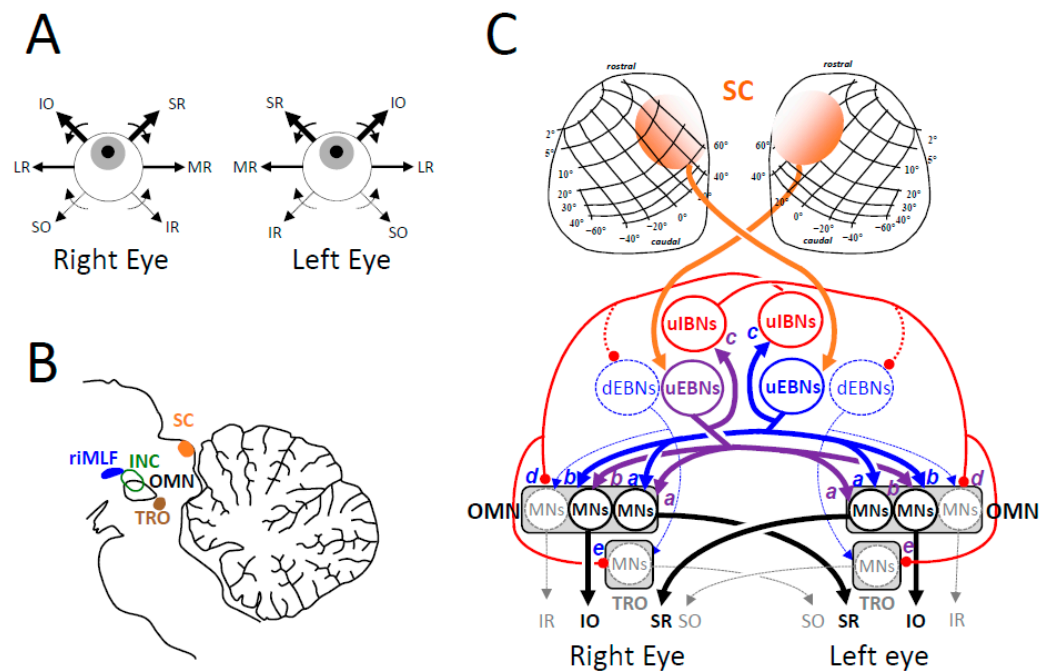 A
IO SR SR IO
LR MR MR LR
SO IR IR SO
Right Eye Left Eye
B
SC
riMLF INC
OMN
TRO
C
rostral rostral
SC
2° 2°
5° 5°
10° 10°
20° 20°
30° 30°
40° 40°
60° 60°
40° 40°
20° 20°
0° 0°
−20° −20°
−40° −40°
−60° −60°
caudal caudal
uIBNs uIBNs
c c
dEBNs uEBNs uEBNs dEBNs
d b b a a a a b b d
OMN MNs MNs MNs MNs MNs MNs OMN
e MNs MNs e
TRO TRO
IR IO SR SO SO SR IO IR
Right Eye Left eye